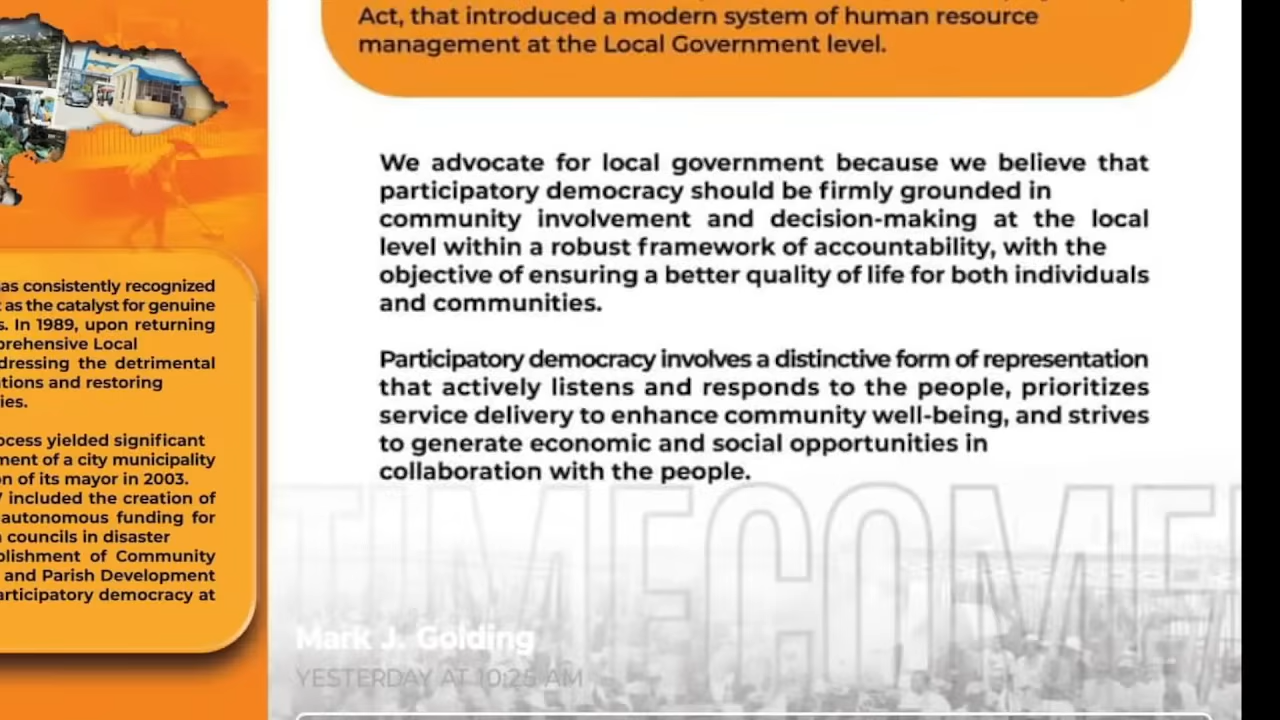 as consistently recognized
as the catalyst for genuine
s. In 1989, upon returning
prehensive Local
dressing the detrimental
tions and restoring
ies.
ocess yielded significant
ment of a city municipality
on of its mayor in 2003.
included the creation of
autonomous funding for
councils in disaster
blishment of Community
and Parish Development
articipatory democracy at
Act, that introduced a modern system of human resource
management at the Local Government level.
We advocate for local government because we believe that
participatory democracy should be firmly grounded in
community involvement and decision-making at the local
level within a robust framework of accountability, with the
objective of ensuring a better quality of life for both individuals
and communities.
Participatory democracy involves a distinctive form of representation
that actively listens and responds to the people, prioritizes
service delivery to enhance community well-being, and strives
to generate economic and social opportunities in
collaboration with the people.
TIME COME
Mark J. Golding
YESTERDAY AT 10:25 AM